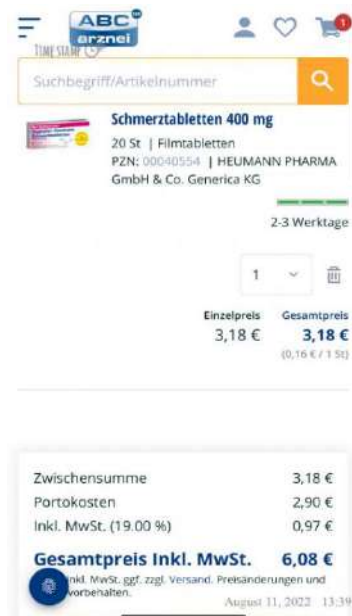 ABC
arznei
TIME STAMP
1
Suchbegriff/Artikelnummer
Schmerztabletten 400 mg
20 St | Filmtabletten
PZN: 00040554 | HEUMANN PHARMA
GmbH & Co. Generica KG
2-3 Werktage
1
Einzelpreis Gesamtpreis
3,18 € 3,18 €
(0,16 € / 1 St)
Zwischensumme 3,18 €
Portokosten 2,90 €
Inkl. MwSt. (19.00 %) 0,97 €
Gesamtpreis Inkl. MwSt. 6,08 €
nkl. MwSt. ggf. zzgl. Versand. Preisänderungen und
vorbehalten.
August 11, 2022 13:39